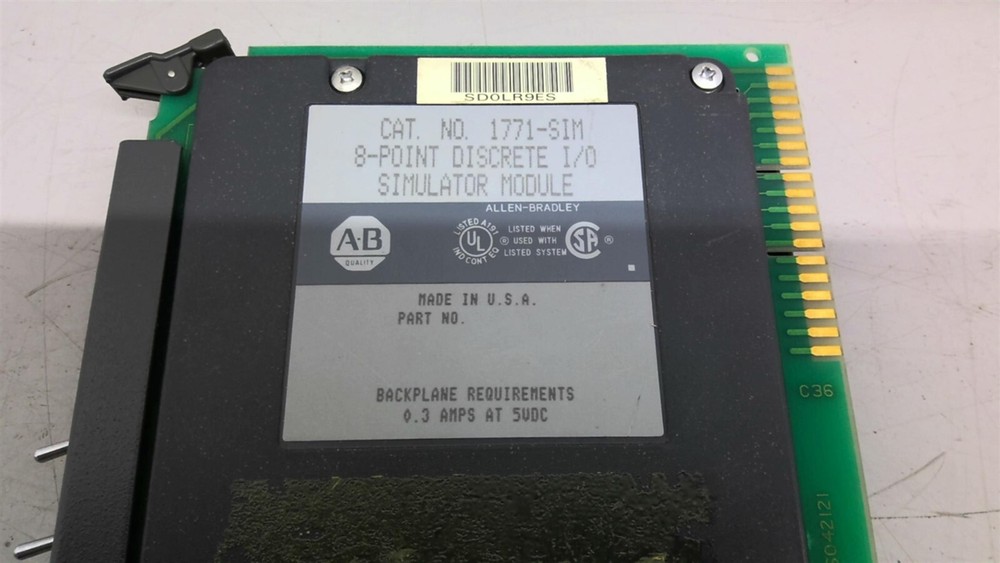 SD0LR9ES
CAT. NO. 1771-SIM
8-POINT DISCRETE I/O
SIMULATOR MODULE
ALLEN-BRADLEY
A-B
QUALITY
LISTED A191
UL
IND CONT EQ
LISTED WHEN
® USED WITH
LISTED SYSTEM
SA ®
MADE IN U.S.A.
PART NO.
BACKPLANE REQUIREMENTS
0.3 AMPS AT 5VDC
C36